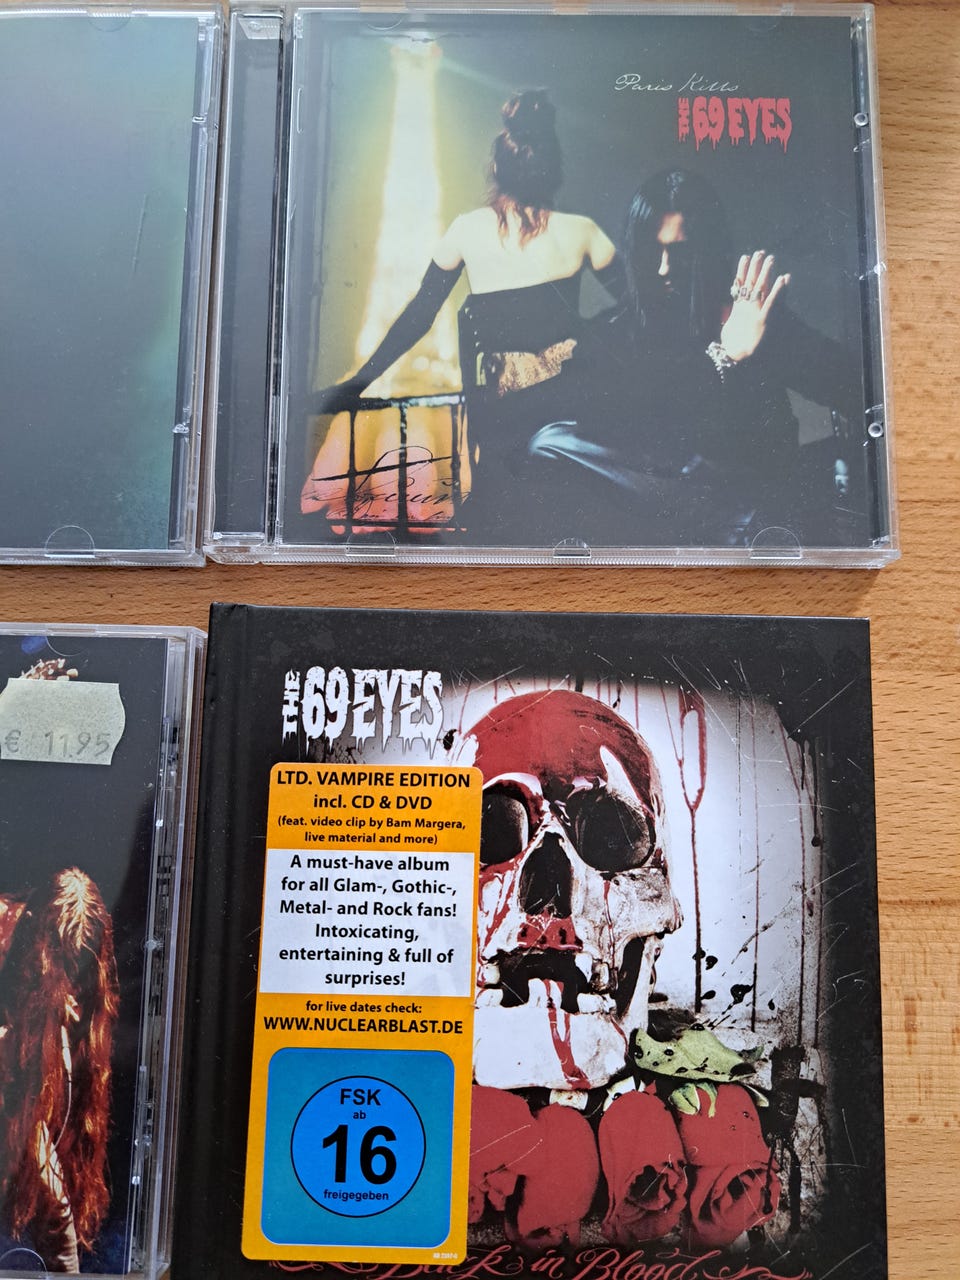 Paris Kills
THE 69 EYES
€ 11,95
THE 69 EYES
LTD. VAMPIRE EDITION
incl. CD & DVD
(feat. video clip by Bam Margera,
live material and more)
A must-have album
for all Glam-, Gothic-,
Metal- and Rock fans!
Intoxicating,
entertaining & full of
surprises!
for live dates check:
WWW.NUCLEARBLAST.DE
FSK
ab
16
freigegeben
Back in Blood